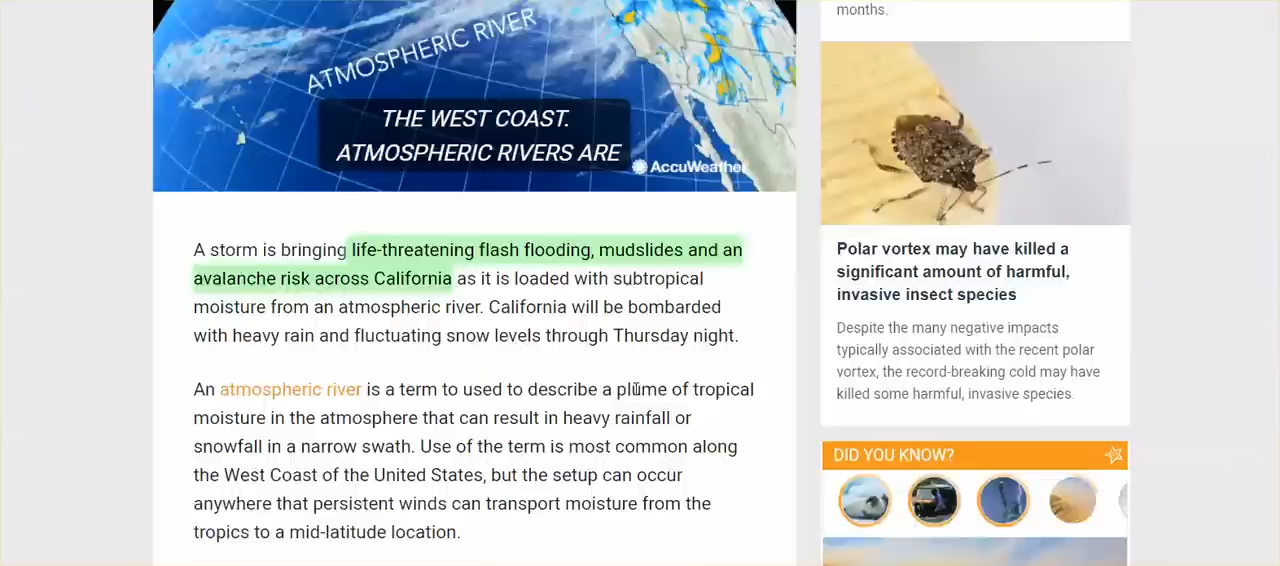 ATMOSPHERIC RIVER
THE WEST COAST.
ATMOSPHERIC RIVERS ARE
AccuWeather
A storm is bringing life-threatening flash flooding, mudslides and an
avalanche risk across California as it is loaded with subtropical
moisture from an atmospheric river. California will be bombarded
with heavy rain and fluctuating snow levels through Thursday night.
An atmospheric river is a term to used to describe a plume of tropical
moisture in the atmosphere that can result in heavy rainfall or
snowfall in a narrow swath. Use of the term is most common along
the West Coast of the United States, but the setup can occur
anywhere that persistent winds can transport moisture from the
tropics to a mid-latitude location.
months.
Polar vortex may have killed a
significant amount of harmful,
invasive insect species
Despite the many negative impacts
typically associated with the recent polar
vortex, the record-breaking cold may have
killed some harmful, invasive species.
DID YOU KNOW?